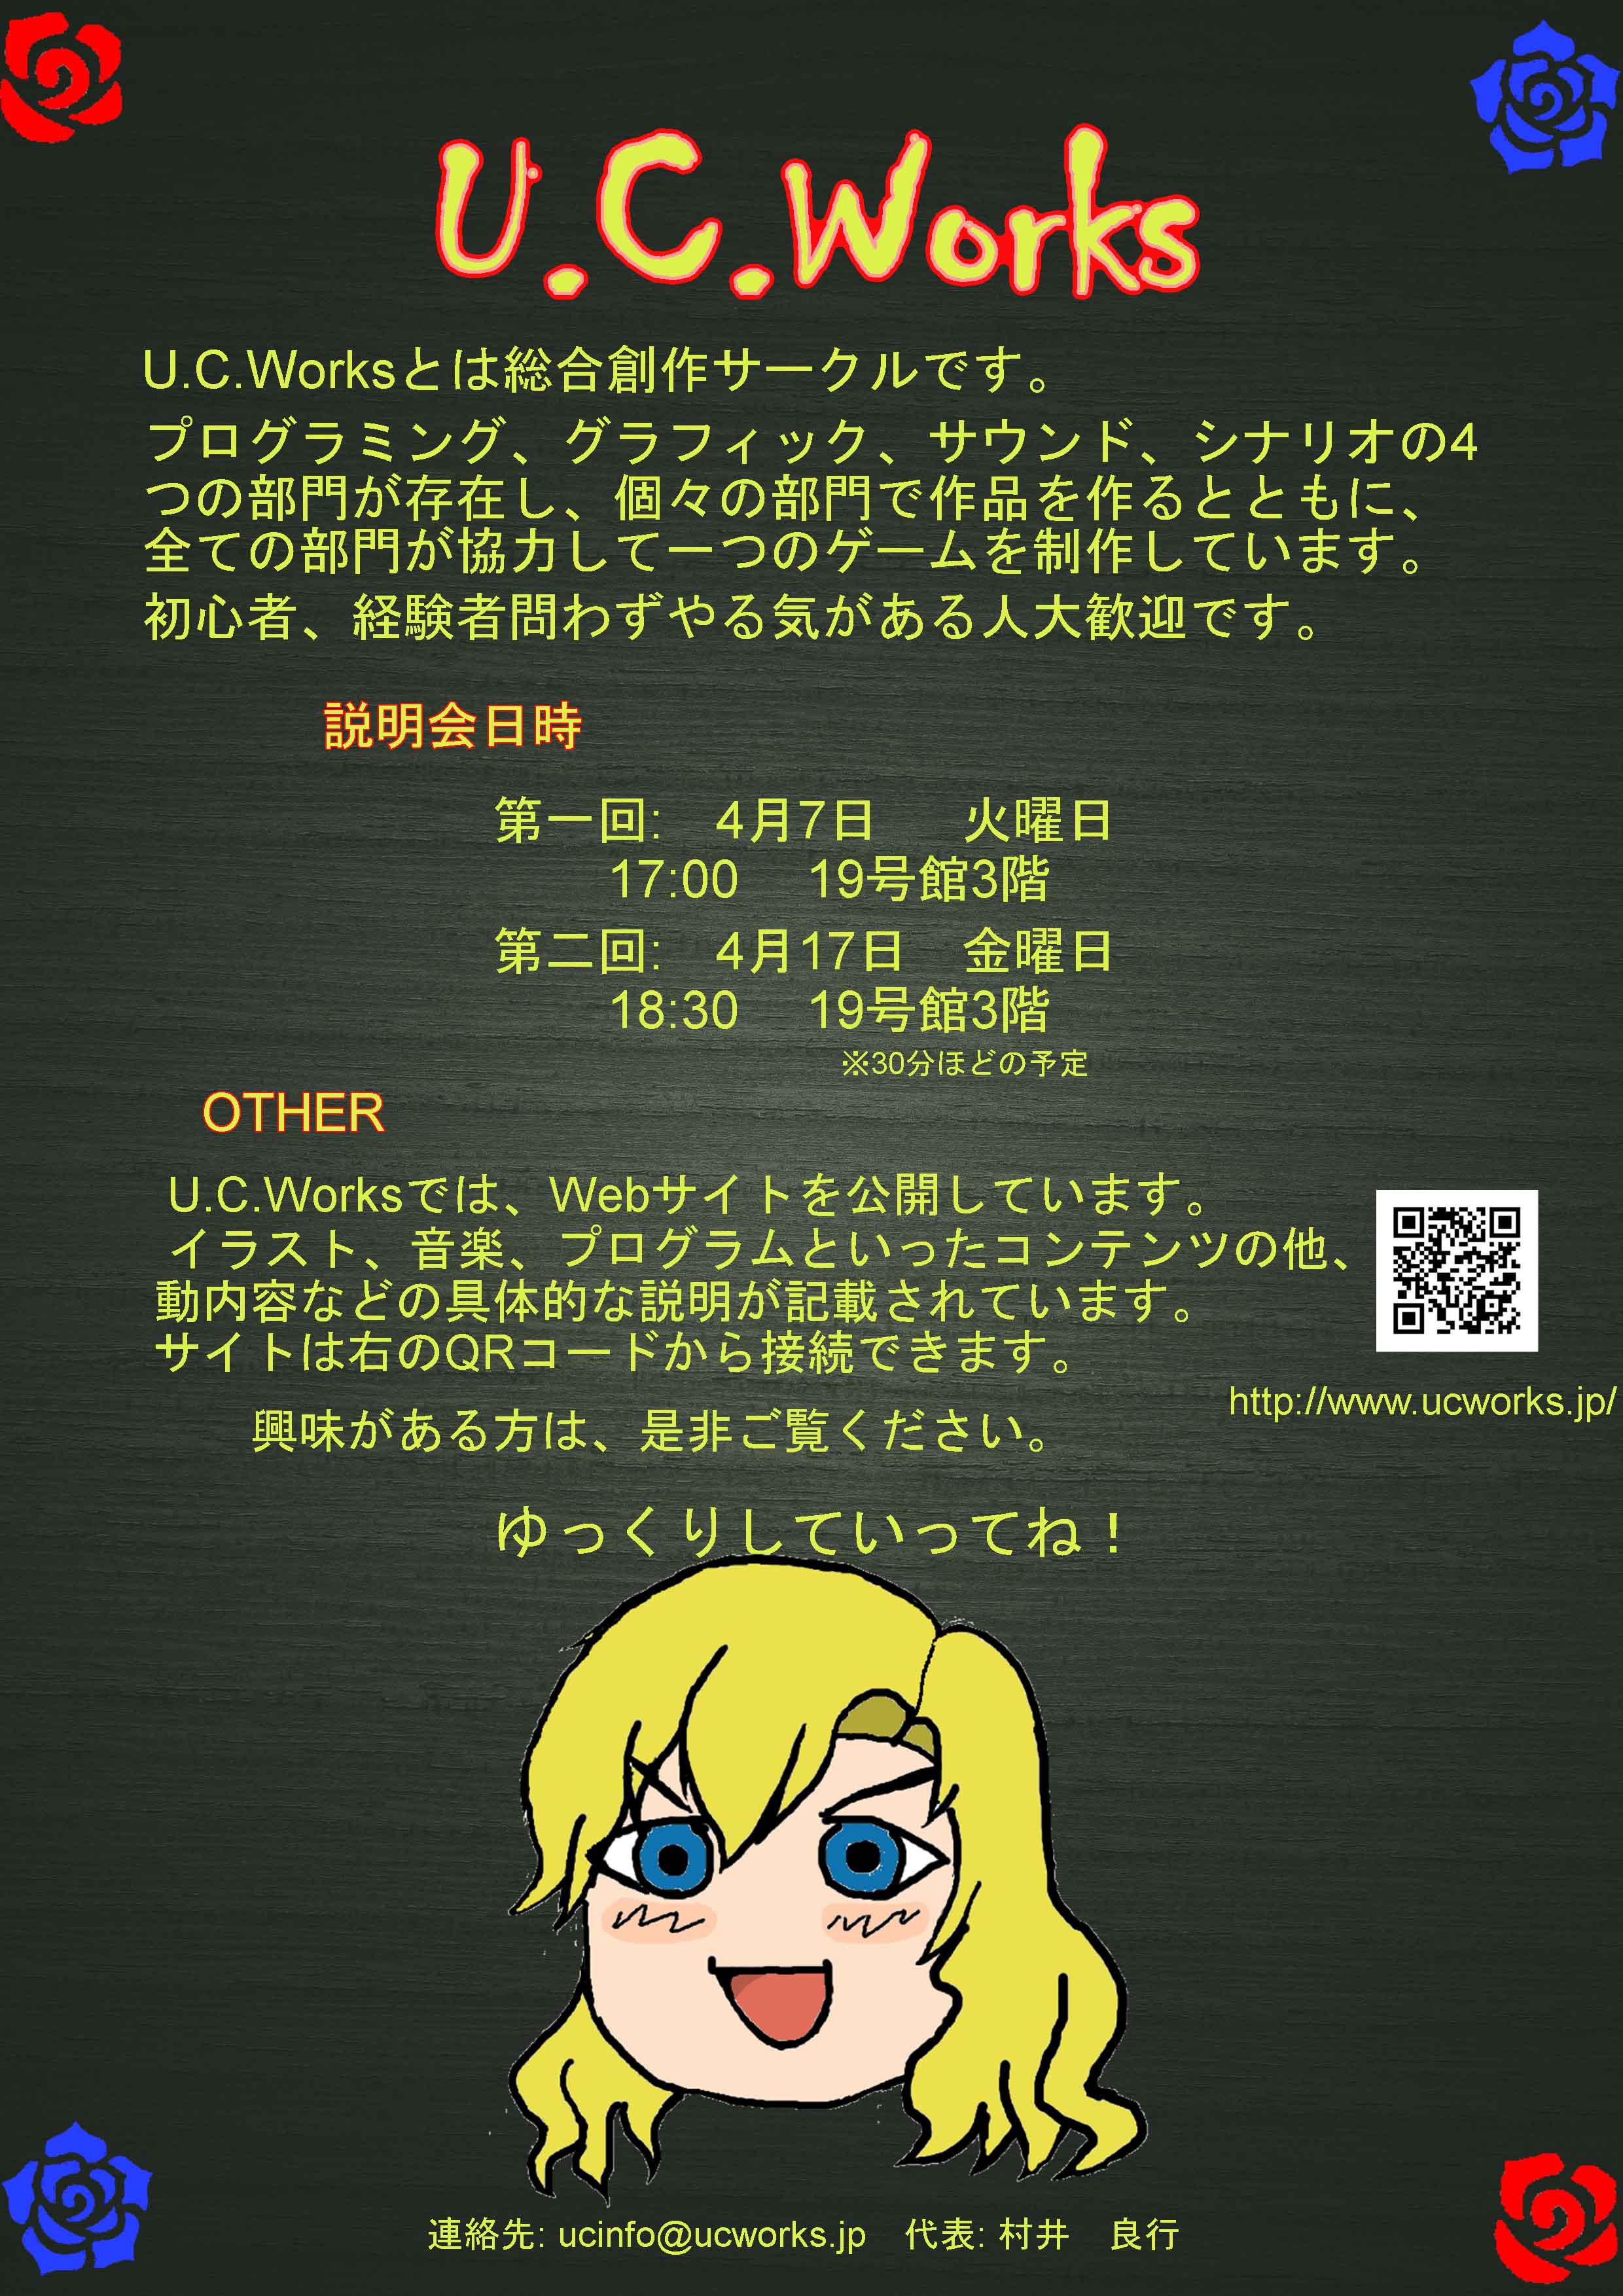 U.C.Works
U.C.Worksとは総合創作サークルです。
プログラミング、グラフィック、サウンド、シナリオの4
つの部門が存在し、個々の部門で作品を作るとともに、
全ての部門が協力して一つのゲームを制作しています。
初心者、経験者問わずやる気がある人大歓迎です。
説明会日時
第一回:　4月7日　火曜日
17:00　19号館3階
第二回:　4月17日　金曜日
18:30　19号館3階
※30分ほどの予定
OTHER
U.C.Worksでは、Webサイトを公開しています。
イラスト、音楽、プログラムといったコンテンツの他、
動内容などの具体的な説明が記載されています。
サイトは右のQRコードから接続できます。
http://www.ucworks.jp/
興味がある方は、是非ご覧ください。
ゆっくりしていってね！
連絡先: ucinfo@ucworks.jp　代表: 村井　良行